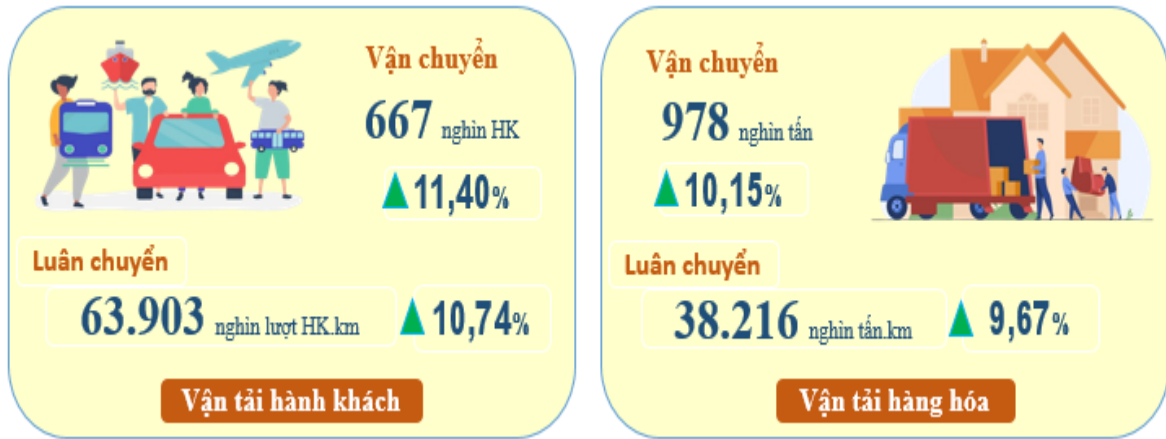 Vận chuyển
667 nghìn HK
11,40%
Luân chuyển
63.903 nghìn lượt HK.km
10,74%
Vận tải hành khách
Vận chuyển
978 nghìn tấn
10,15%
Luân chuyển
38.216 nghìn tấn.km
9,67%
Vận tải hàng hóa